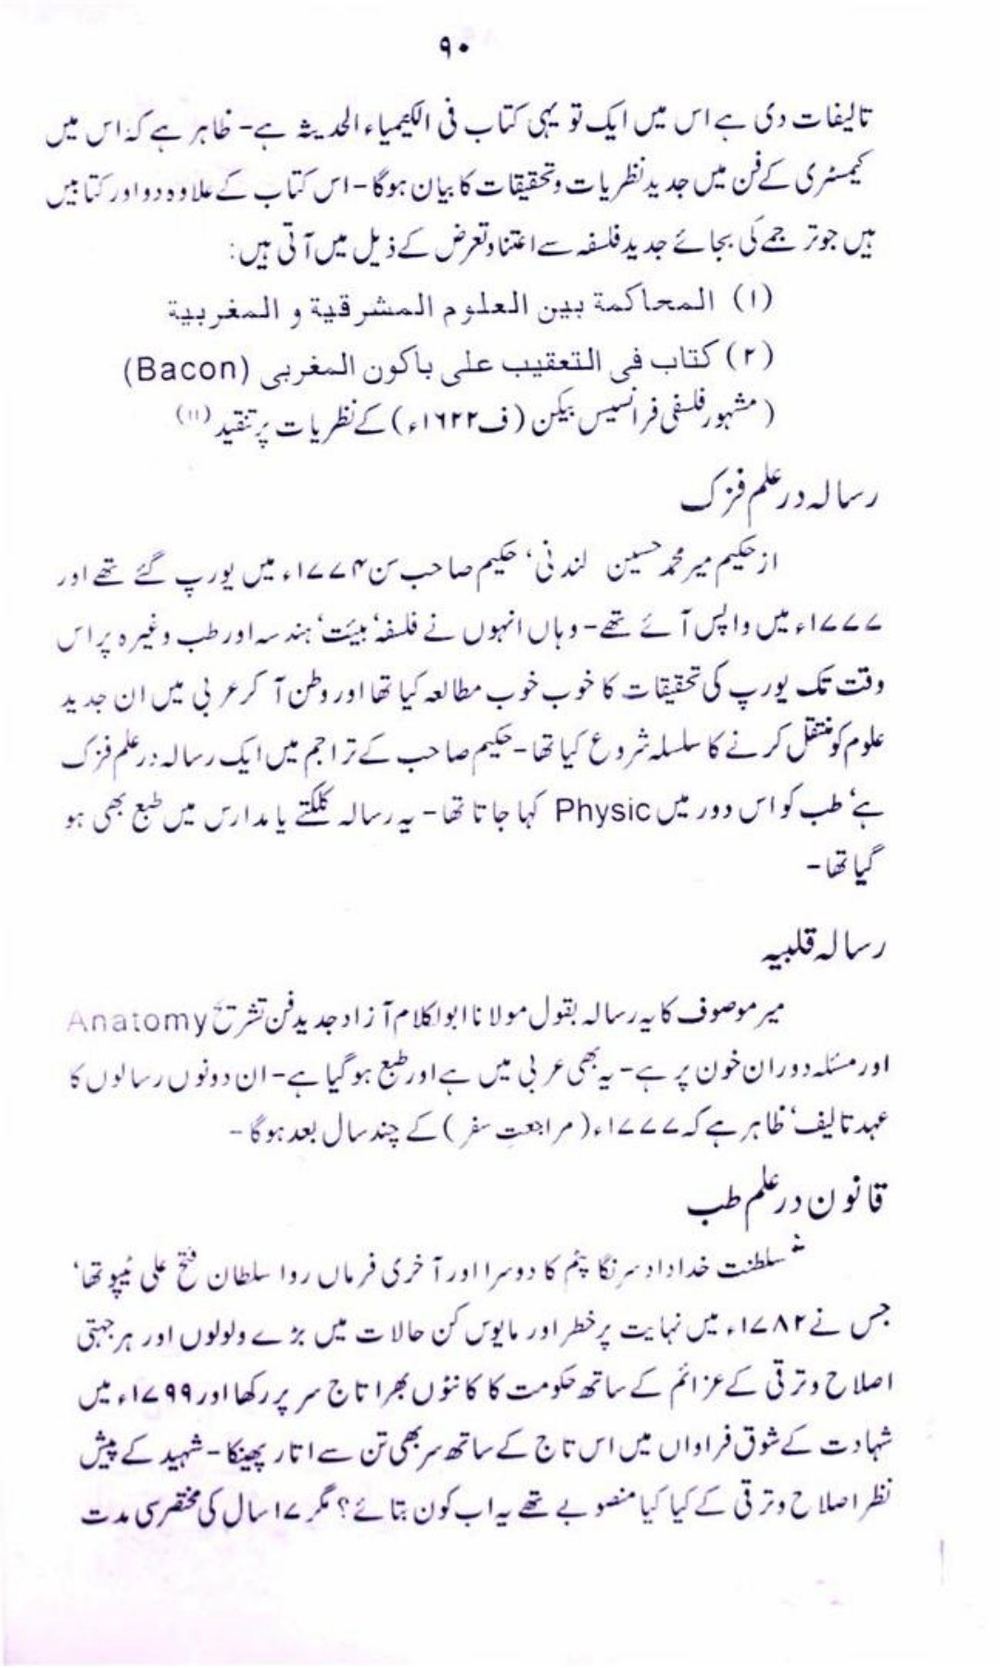 ۹۰
تالیفات دی ہے اس میں ایک تو یہی کتاب فی الکیمیاء الحدیثہ ہے- ظاہر ہے کہ اس میں
کیمسٹری کے فن میں جدید نظریات وتحقیقات کا بیان ہوگا- اس کتاب کے علاوہ دو اور کتابیں
ہیں جو ترجمے کی بجائے جدید فلسفہ سے اعتنا وتعرض کے ذیل میں آتی ہیں:
(۱) المحاکمة بین العلوم المشرقیة و المغربیة
(۲) کتاب فی التعقیب علی باکون المغربی (Bacon)
(مشہور فلسفی فرانسیس بیکن (ف۱۶۲۲ء) کے نظریات پر تنقید (۱۱)
رسالہ در علم فزک
از حکیم میر محمد حسین لندنی' حکیم صاحب سن ۱۷۷۴ء میں یورپ گئے تھے اور
۱۷۷۷ء میں واپس آئے تھے- وہاں انہوں نے فلسفہ' ہیئت' ہندسہ اور طب وغیرہ پر اس
وقت تک یورپ کی تحقیقات کا خوب خوب مطالعہ کیا تھا اور وطن آ کر عربی میں ان جدید
علوم کو منتقل کرنے کا سلسلہ شروع کیا تھا- حکیم صاحب کے تراجم میں ایک رسالہ در علم فزک
ہے' طب کو اس دور میں Physic کہا جاتا تھا- یہ رسالہ کلکتے یا مدارس میں طبع بھی ہو
گیا تھا-
رسالہ قلبیہ
میر موصوف کا یہ رسالہ بقول مولانا ابوالکلام آزاد جدید فن تشریح Anatomy
اور مسئلہ دوران خون پر ہے- یہ بھی عربی میں ہے اور طبع ہوگیا ہے- ان دونوں رسالوں کا
عہد تالیف' ظاہر ہے کہ ۱۷۷۷ء (مراجعتِ سفر) کے چند سال بعد ہوگا-
قانون در علم طب
سلطنت خداداد سرنگا پٹم کا دوسرا اور آخری فرماں روا سلطان فتح علی ٹیپو تھا'
جس نے ۱۷۸۲ء میں نہایت پرخطر اور مایوس کن حالات میں بڑے ولولوں اور ہر جہتی
اصلاح وترقی کے عزائم کے ساتھ حکومت کا کانٹوں بھرا تاج سر پر رکھا اور ۱۷۹۹ء میں
شہادت کے شوق فراواں میں اس تاج کے ساتھ سر بھی تن سے اتار پھینکا- شہید کے پیش
نظر اصلاح وترقی کے کیا کیا منصوبے تھے یہ اب کون بتائے؟ مگر ۱۷ سال کی مختصر سی مدت